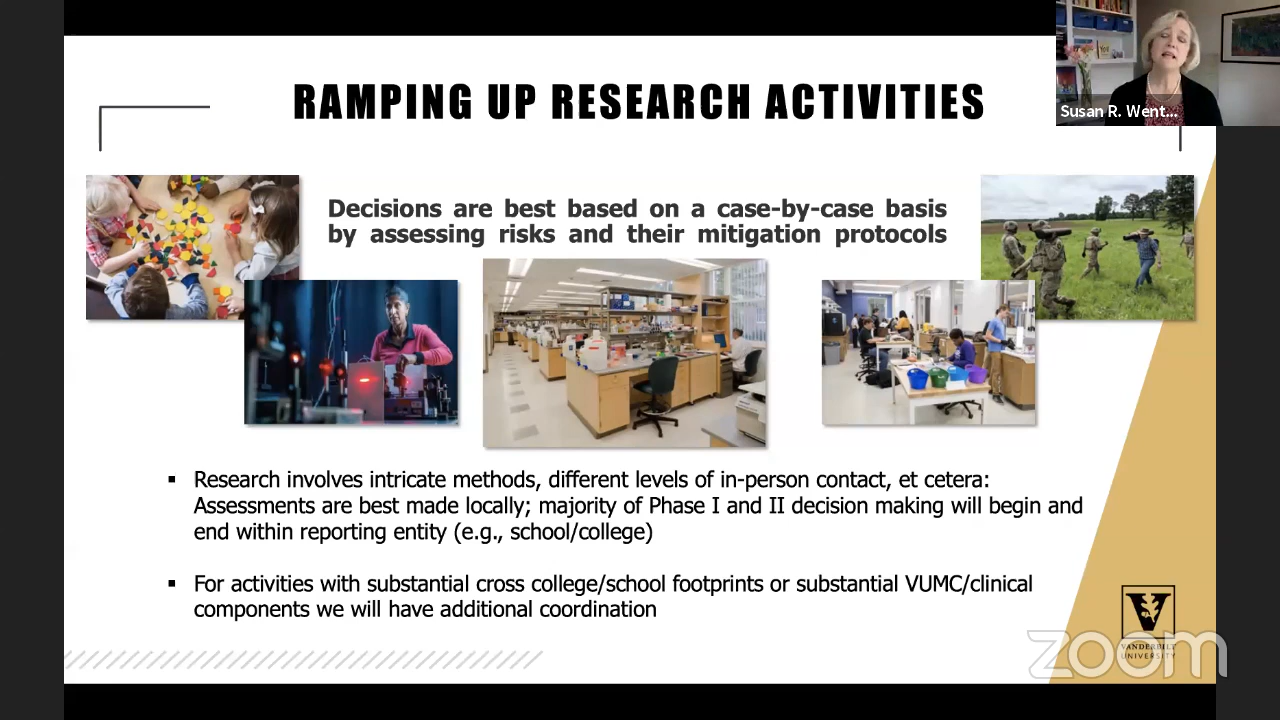 RAMPING UP RESEARCH ACTIVITIES
Susan R. Went...
Decisions are best based on a case-by-case basis
by assessing risks and their mitigation protocols
▪ Research involves intricate methods, different levels of in-person contact, et cetera:
Assessments are best made locally; majority of Phase I and II decision making will begin and
end within reporting entity (e.g., school/college)
▪ For activities with substantial cross college/school footprints or substantial VUMC/clinical
components we will have additional coordination
V
VANDERBILT
UNIVERSITY
zoom